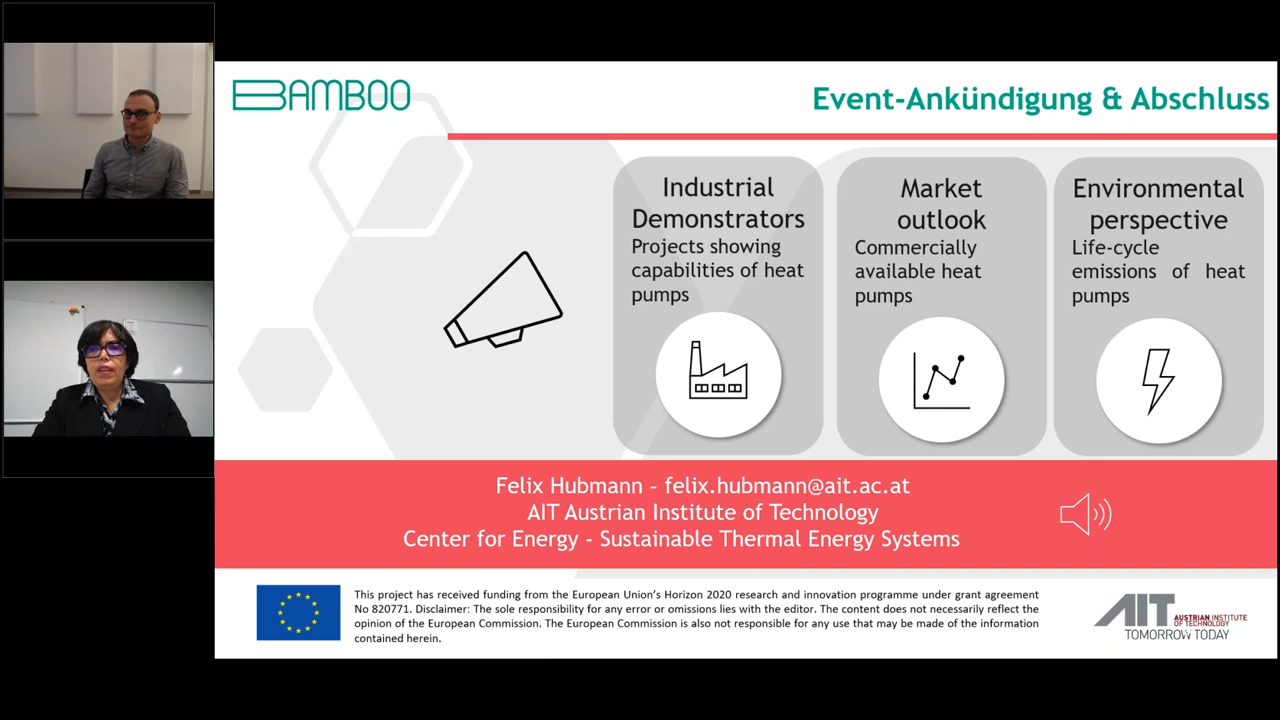 BAMBOO
Event-Ankündigung & Abschluss
Industrial
Demonstrators
Projects showing
capabilities of heat
pumps
Market
outlook
Commercially
available heat
pumps
Environmental
perspective
Life-cycle
emissions of heat
pumps
Felix Hubmann - felix.hubmann@ait.ac.at
AIT Austrian Institute of Technology
Center for Energy - Sustainable Thermal Energy Systems
This project has received funding from the European Union's Horizon 2020 research and innovation programme under grant agreement
No 820771. Disclaimer: The sole responsibility for any error or omissions lies with the editor. The content does not necessarily reflect the
opinion of the European Commission. The European Commission is also not responsible for any use that may be made of the information
contained herein.
AIT AUSTRIAN INSTITUTE
OF TECHNOLOGY
TOMORROW TODAY